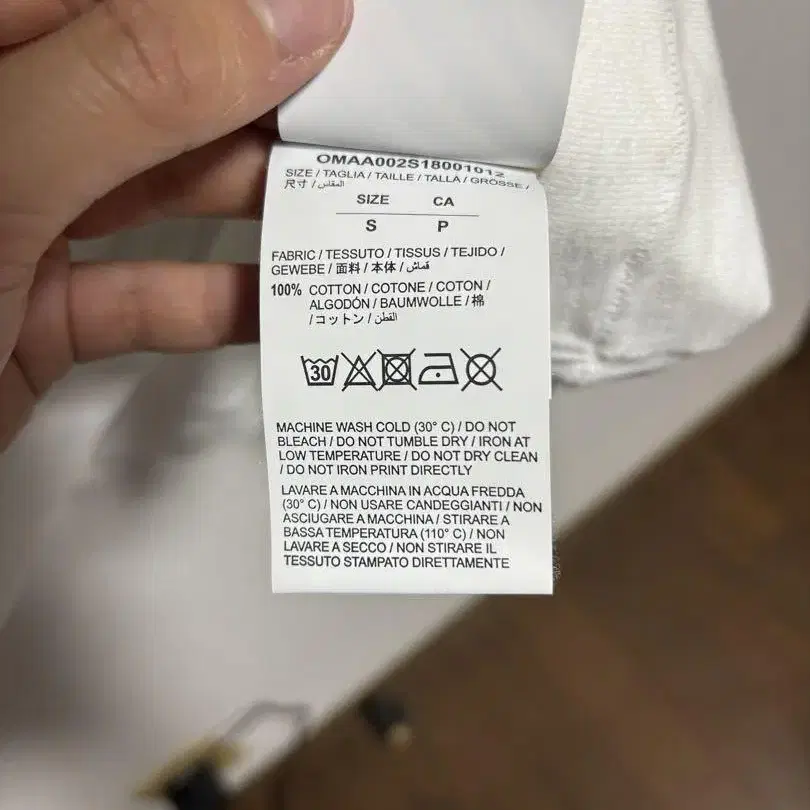 OMAA002S18001012
SIZE / TAGLIA / TAILLE / TALLA / GRÖSSE /
尺寸 / المقاس
SIZE CA
S P
FABRIC / TESSUTO / TISSUS / TEJIDO /
GEWEBE / 面料 / 本体 / قماش
100% COTTON / COTONE / COTON /
ALGODÓN / BAUMWOLLE / 棉
/ コットン / القطن
30
MACHINE WASH COLD (30° C) / DO NOT
BLEACH / DO NOT TUMBLE DRY / IRON AT
LOW TEMPERATURE / DO NOT DRY CLEAN
/ DO NOT IRON PRINT DIRECTLY
LAVARE A MACCHINA IN ACQUA FREDDA
(30° C) / NON USARE CANDEGGIANTI / NON
ASCIUGARE A MACCHINA / STIRARE A
BASSA TEMPERATURA (110° C) / NON
LAVARE A SECCO / NON STIRARE IL
TESSUTO STAMPATO DIRETTAMENTE